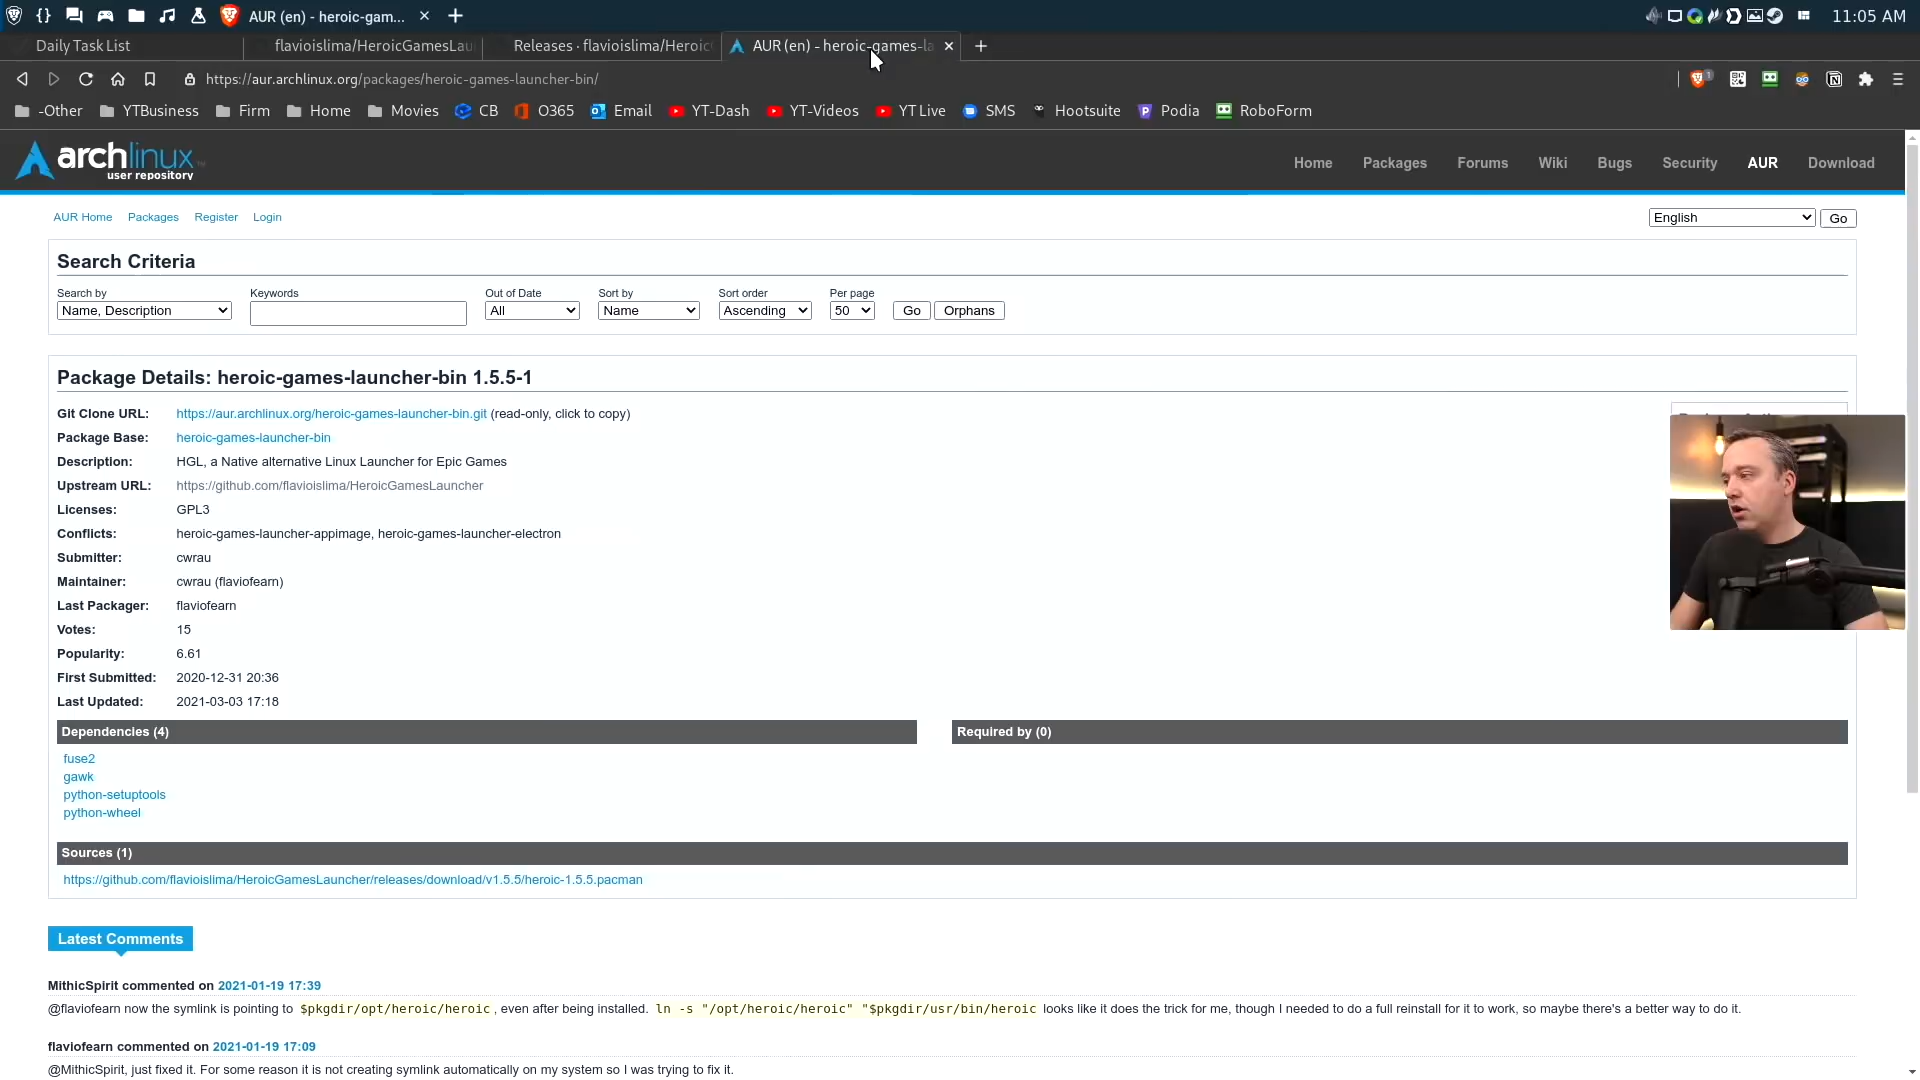 AUR (en) - heroic-gam...
11:05 AM
Daily Task List
flavioislima/HeroicGamesLau
Releases · flavioislima/Heroic
AUR (en) - heroic-games-la
https://aur.archlinux.org/packages/heroic-games-launcher-bin/
1
-Other YTBusiness Firm Home Movies CB O365 Email YT-Dash YT-Videos YT Live SMS Hootsuite Podia RoboForm
archlinux
user repository
Home Packages Forums Wiki Bugs Security AUR Download
AUR Home Packages Register Login
English Go
Search Criteria
Search by Keywords Out of Date Sort by Sort order Per page
Name, Description All Name Ascending 50 Go Orphans
Package Details: heroic-games-launcher-bin 1.5.5-1
Git Clone URL: https://aur.archlinux.org/heroic-games-launcher-bin.git (read-only, click to copy)
Package Base: heroic-games-launcher-bin
Description: HGL, a Native alternative Linux Launcher for Epic Games
Upstream URL: https://github.com/flavioislima/HeroicGamesLauncher
Licenses: GPL3
Conflicts: heroic-games-launcher-appimage, heroic-games-launcher-electron
Submitter: cwrau
Maintainer: cwrau (flaviofearn)
Last Packager: flaviofearn
Votes: 15
Popularity: 6.61
First Submitted: 2020-12-31 20:36
Last Updated: 2021-03-03 17:18
Dependencies (4)
Required by (0)
fuse2
gawk
python-setuptools
python-wheel
Sources (1)
https://github.com/flavioislima/HeroicGamesLauncher/releases/download/v1.5.5/heroic-1.5.5.pacman
Latest Comments
MithicSpirit commented on 2021-01-19 17:39
@flaviofearn now the symlink is pointing to $pkgdir/opt/heroic/heroic , even after being installed. ln -s "/opt/heroic/heroic" "$pkgdir/usr/bin/heroic looks like it does the trick for me, though I needed to do a full reinstall for it to work, so maybe there's a better way to do it.
flaviofearn commented on 2021-01-19 17:09
@MithicSpirit, just fixed it. For some reason it is not creating symlink automatically on my system so I was trying to fix it.